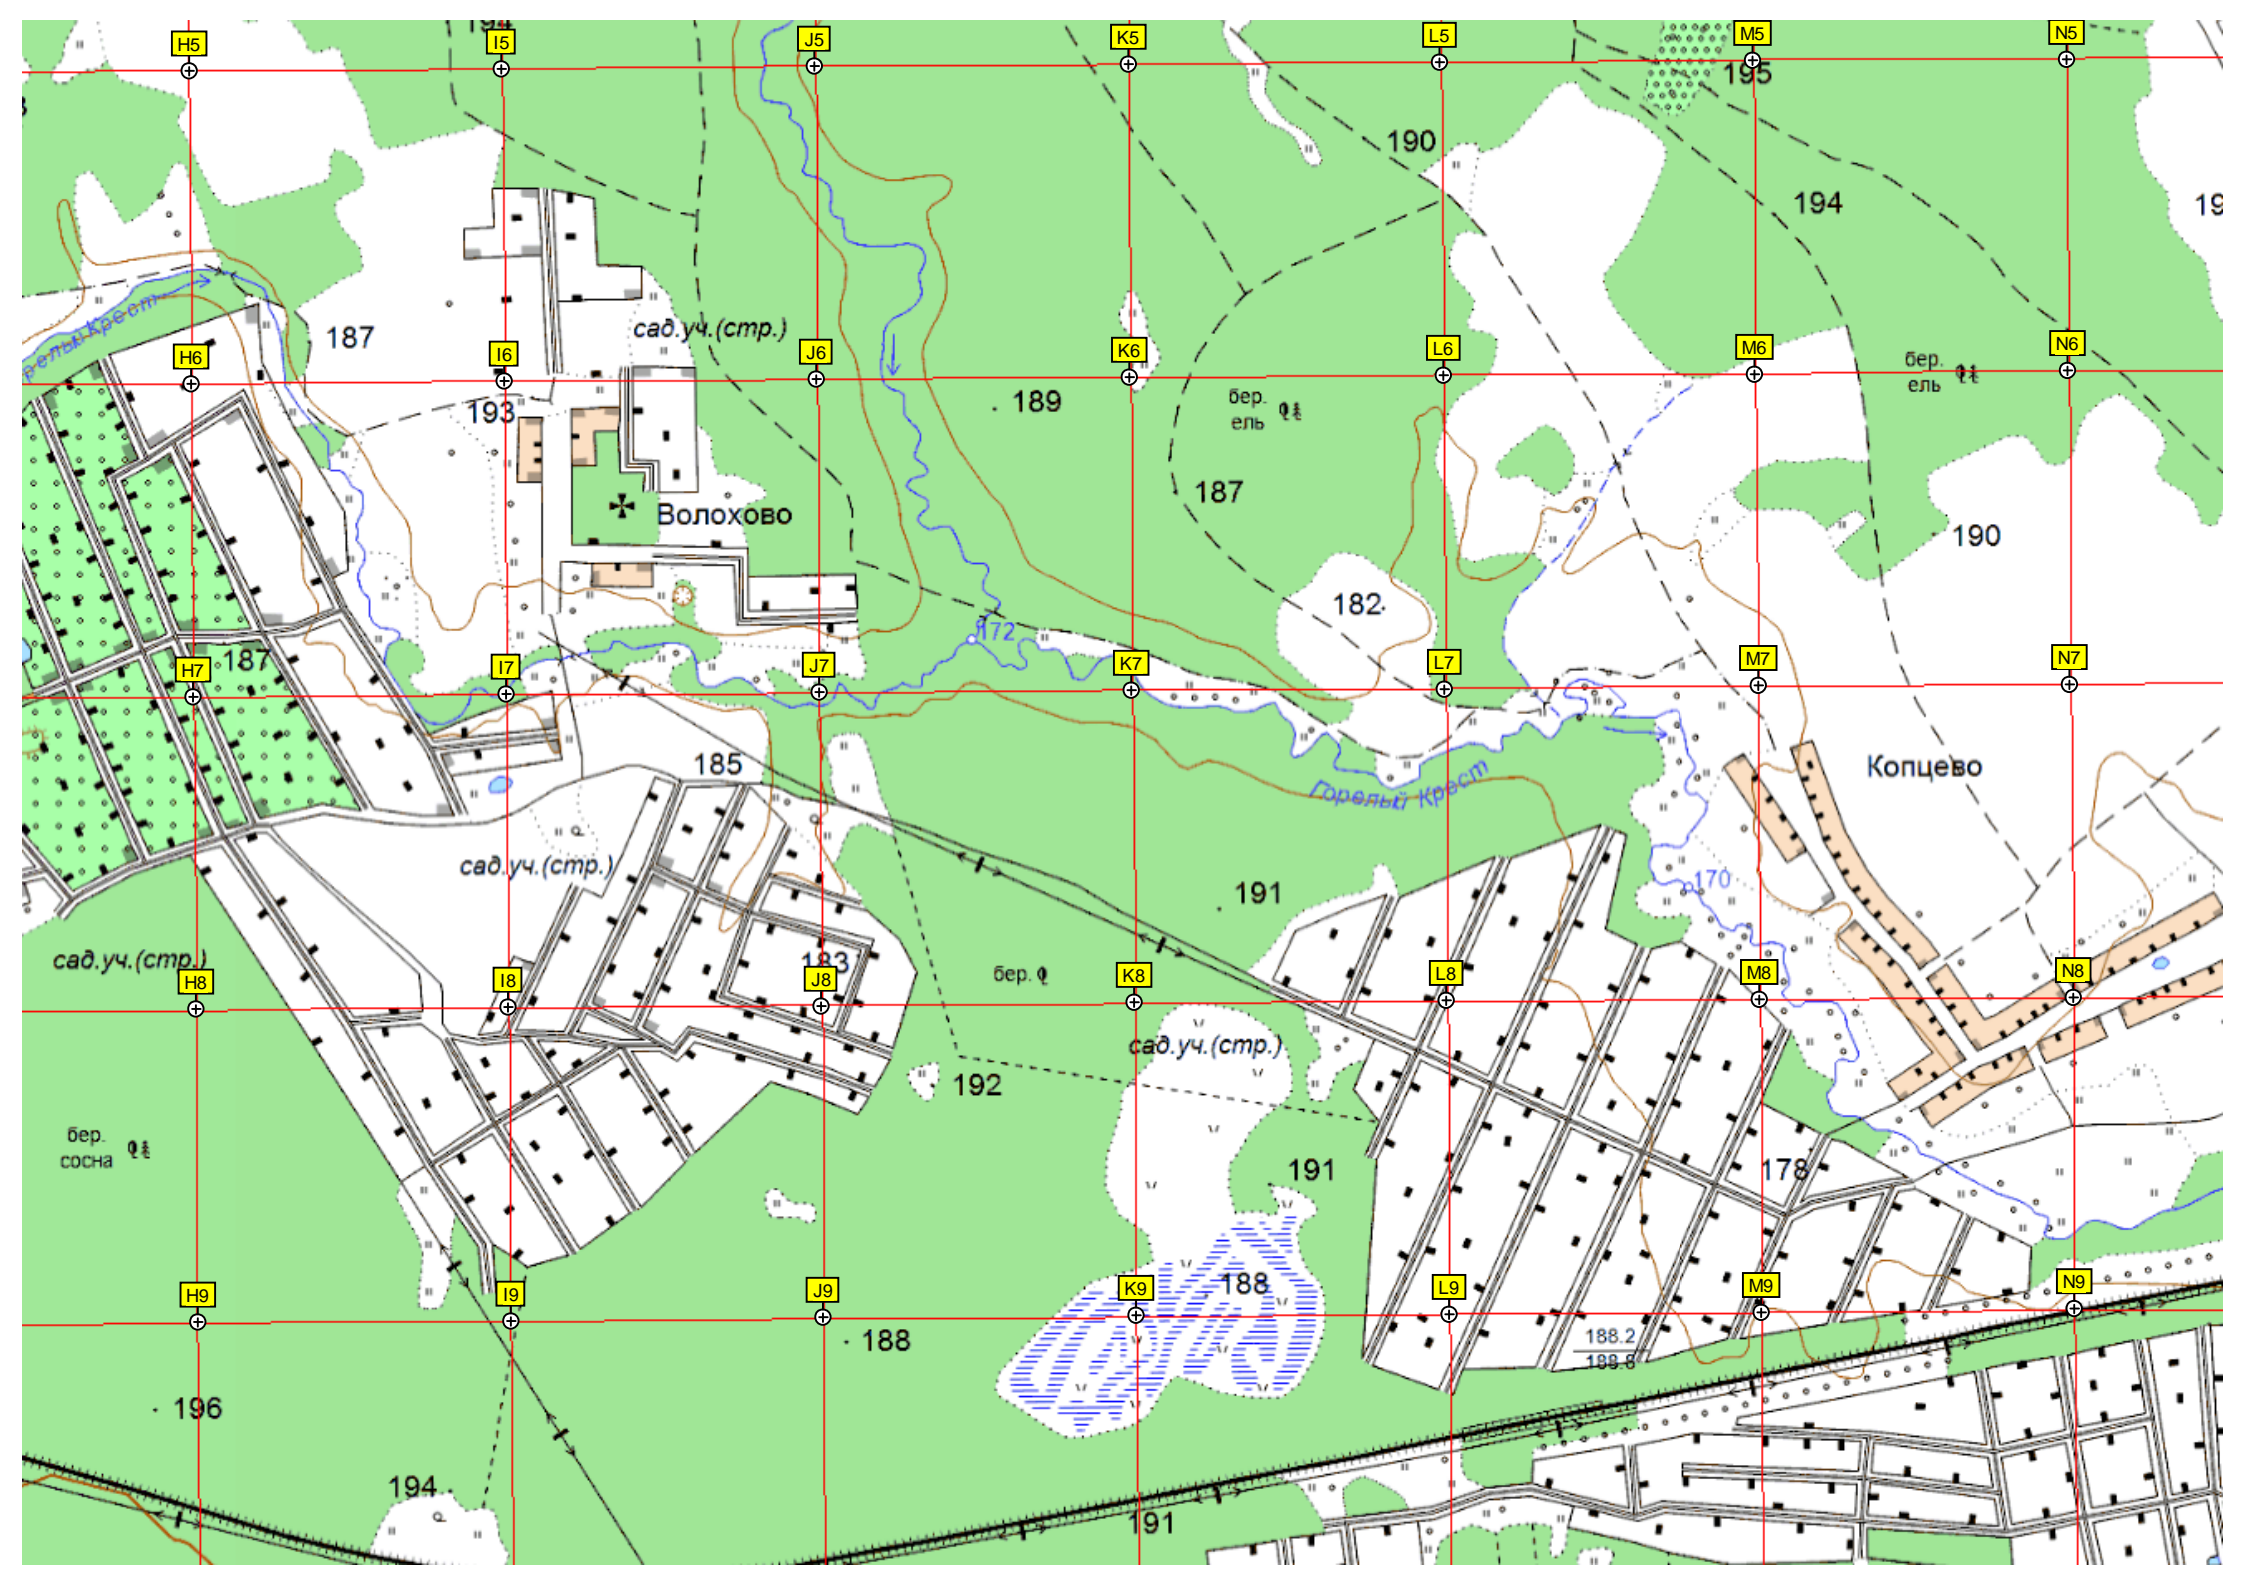 194
H5
I5
J5
K5
L5
M5
N5
195
190
194
187
сад.уч.(стр.)
H6
I6
J6
K6
L6
M6
N6
193
189
бер.
ель
бер.
ель
187
Волохово
190
182
172
187
H7
I7
J7
K7
L7
M7
N7
185
Горелый Крест
Копцево
сад.уч.(стр.)
191
170
сад.уч.(стр.)
183
бер.
H8
I8
J8
K8
L8
M8
N8
сад.уч.(стр.)
192
бер.
сосна
191
178
188
H9
I9
J9
K9
L9
M9
N9
188
188.2
188.8
196
194
191